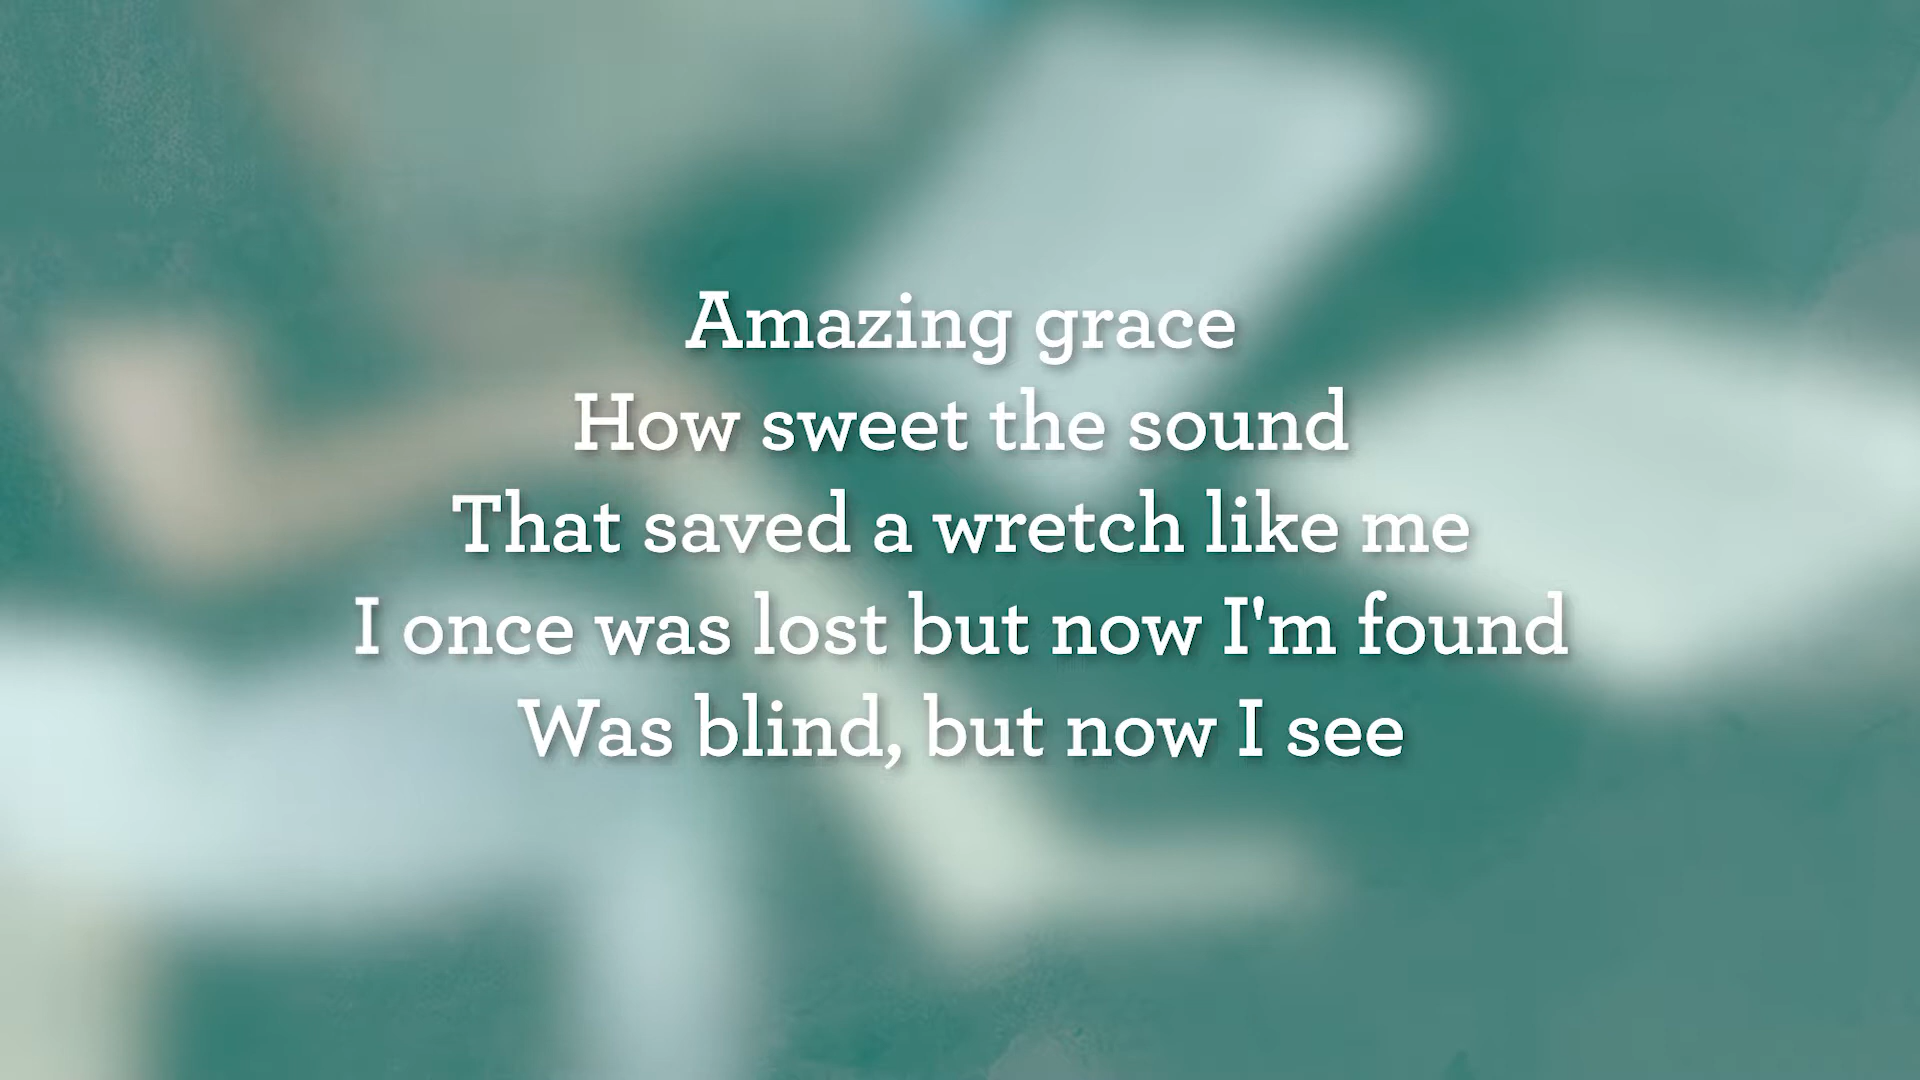 Amazing grace
How sweet the sound
That saved a wretch like me
I once was lost but now I'm found
Was blind, but now I see